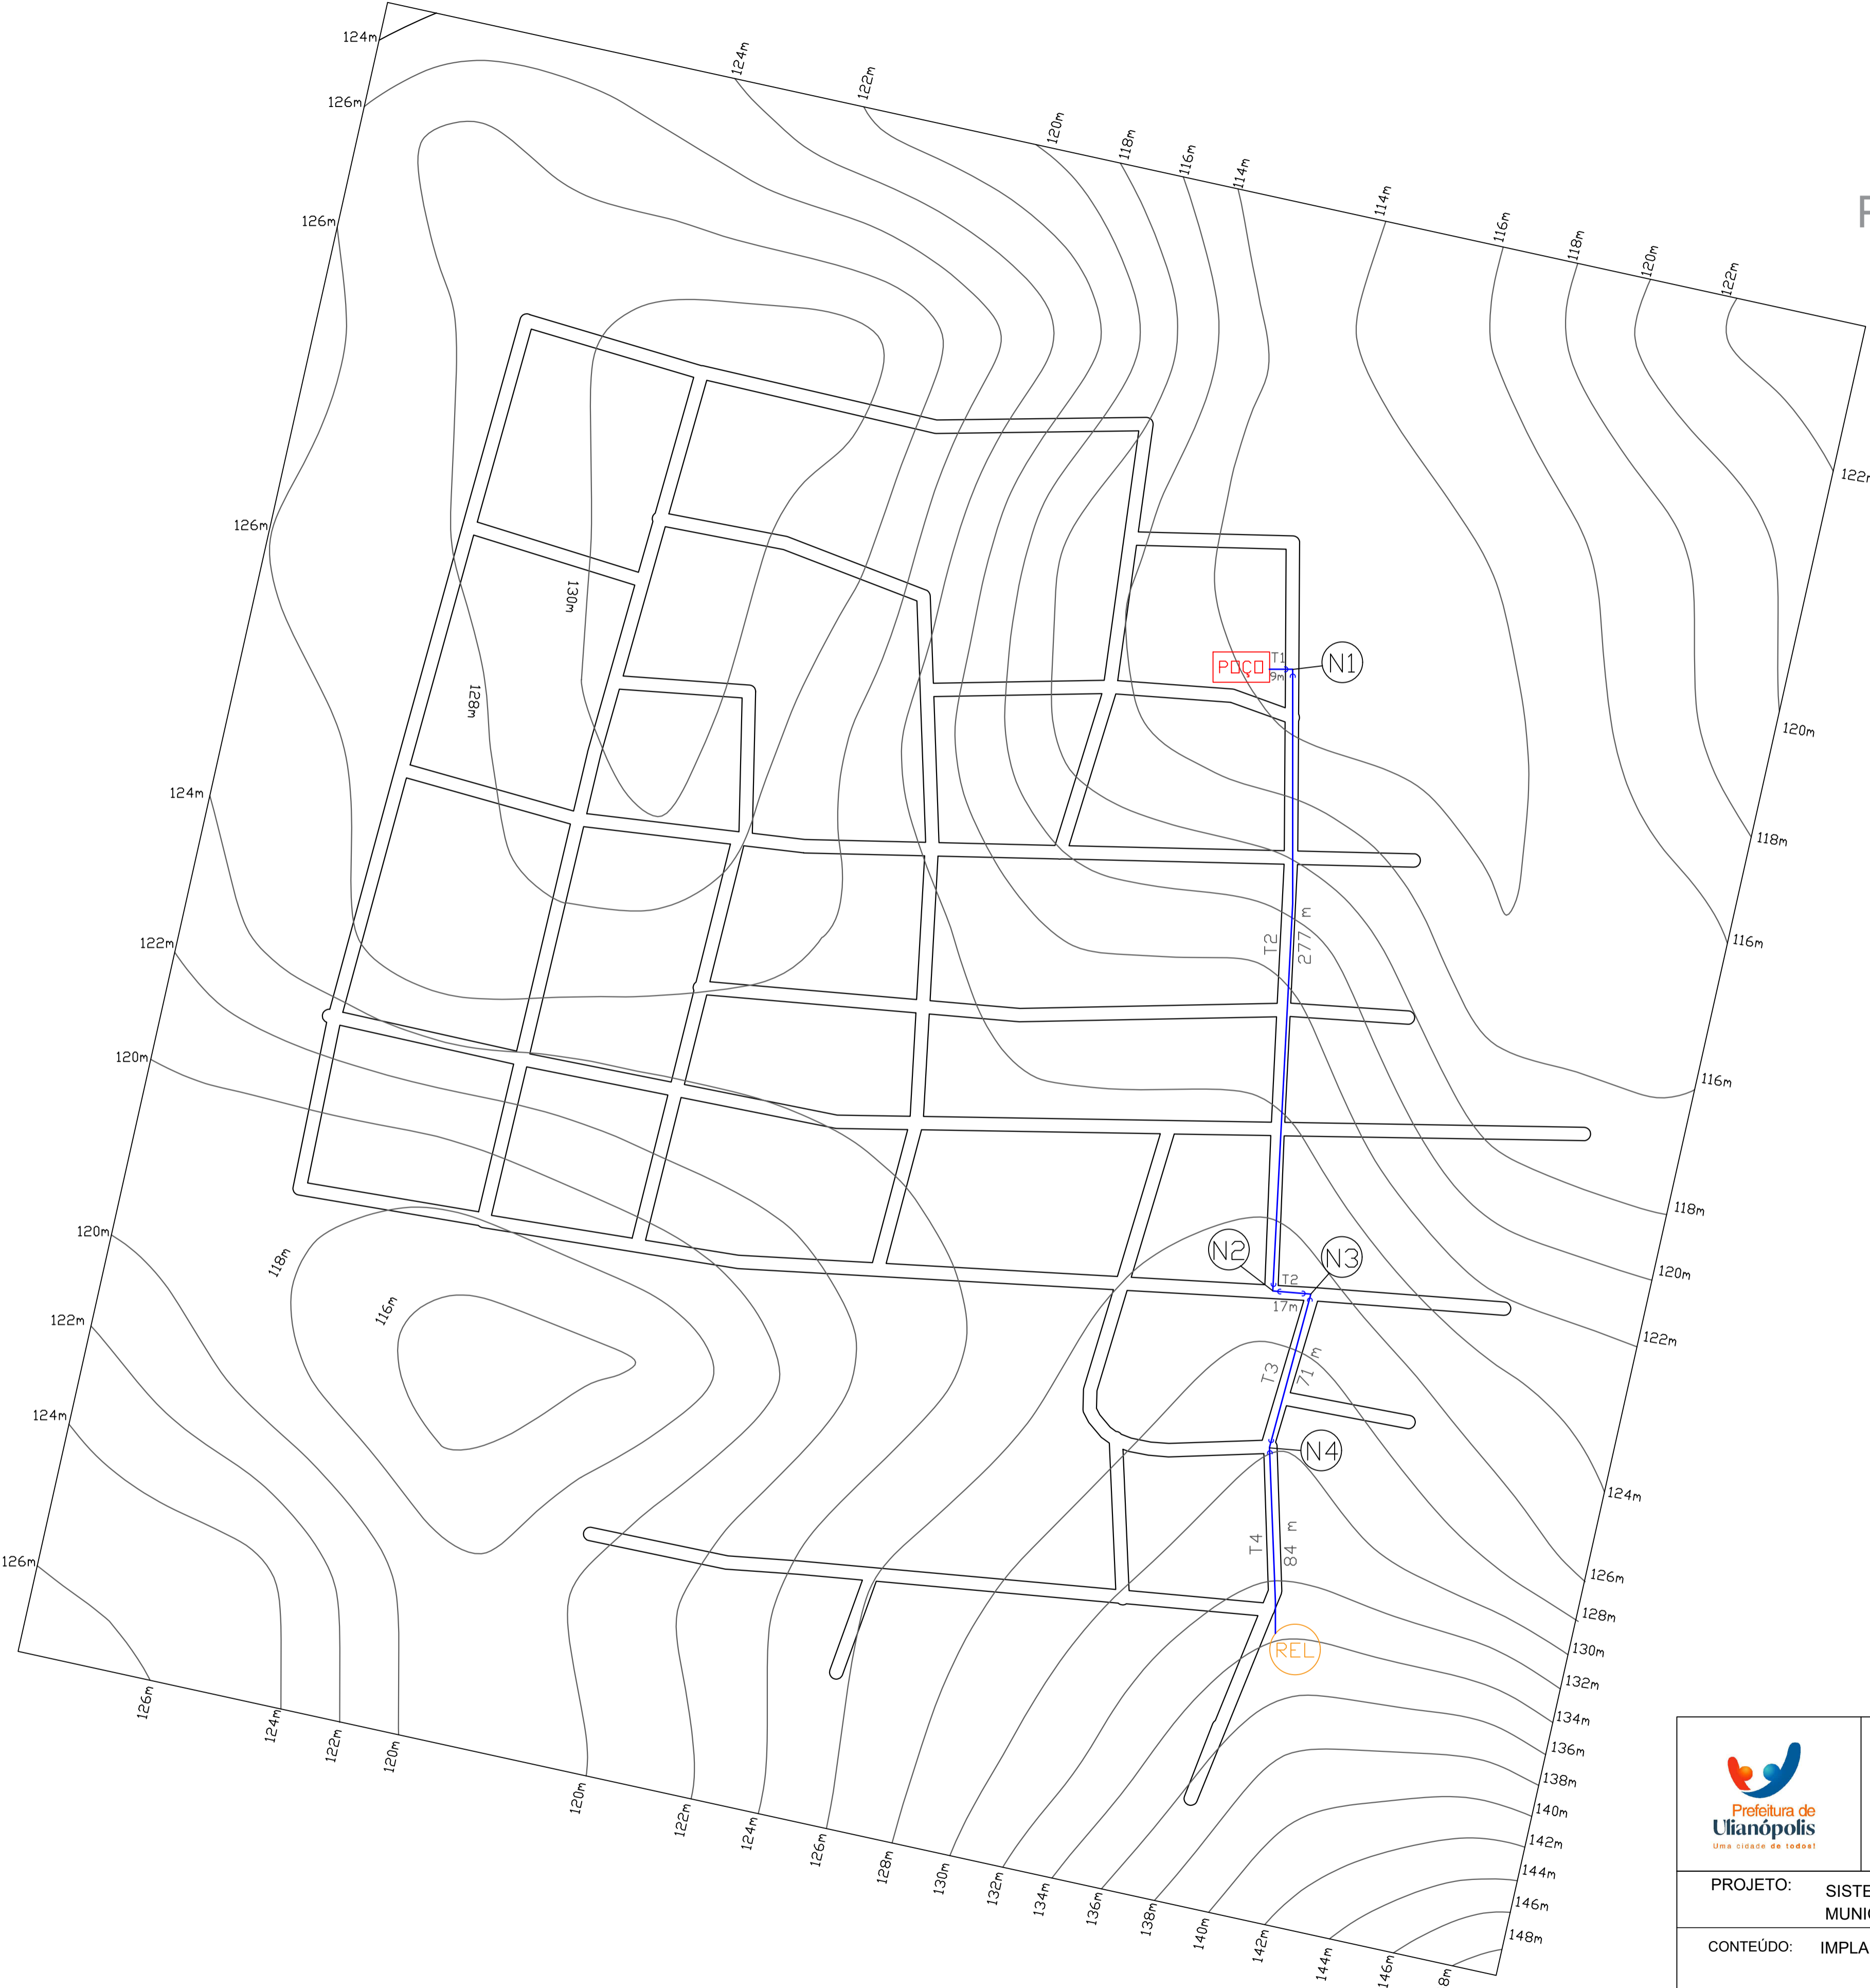 124m
126m
126m
126m
124m
122m
120m
120m
122m
124m
126m
124m
122m
120m
118m
116m
114m
114m
116m
118m
120m
122m
122m
120m
118m
116m
116m
118m
120m
122m
124m
126m
128m
130m
132m
134m
136m
138m
140m
142m
144m
146m
148m
130m
128m
118m
116m
POÇO
T1
9m
N1
T2
277 m
N2
N3
T2
17m
T3
71 m
N4
T4
84 m
REL
126m
124m
122m
120m
120m
122m
124m
126m
128m
130m
132m
134m
136m
138m
140m
142m
144m
146m
8m
Prefeitura de
Ulianópolis
Uma cidade de todos!
PROJETO: SISTE
MUNI
CONTEÚDO: IMPLA